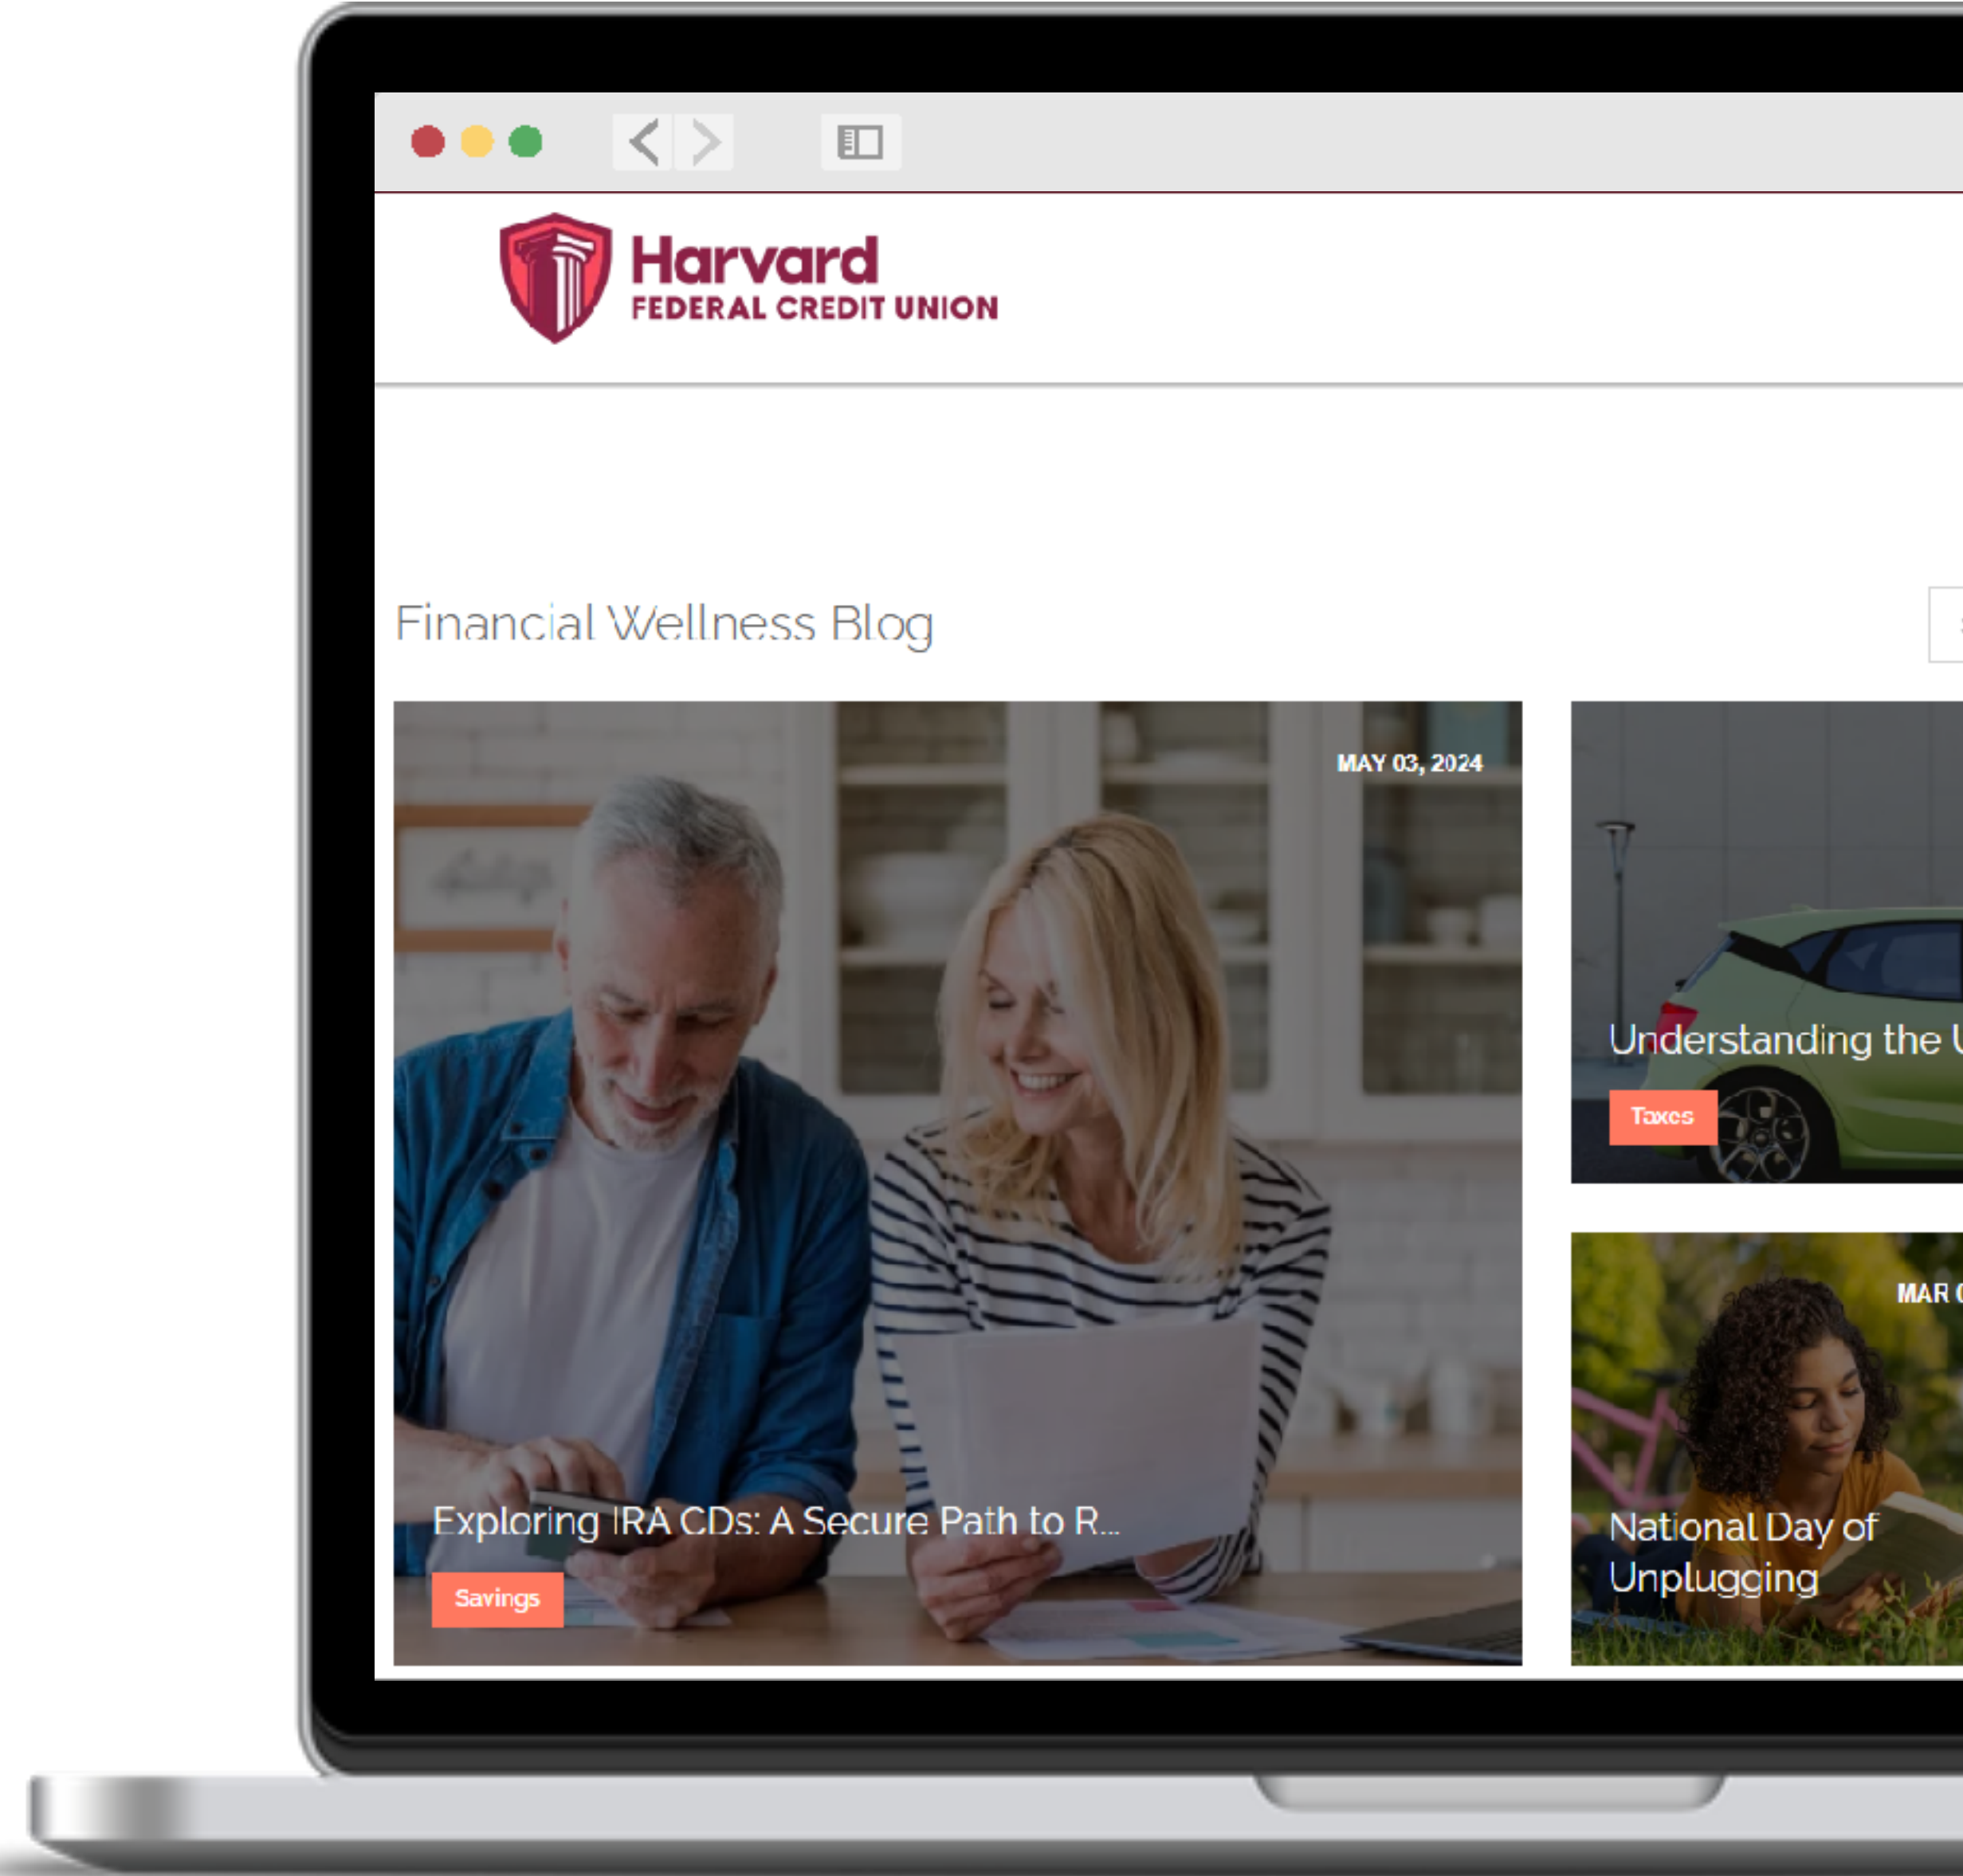 Harvard
FEDERAL CREDIT UNION
Financial Wellness Blog
MAY 03, 2024
Exploring IRA CDs: A Secure Path to R...
Savings
Understanding the
Taxes
MAR
National Day of
Unplugging